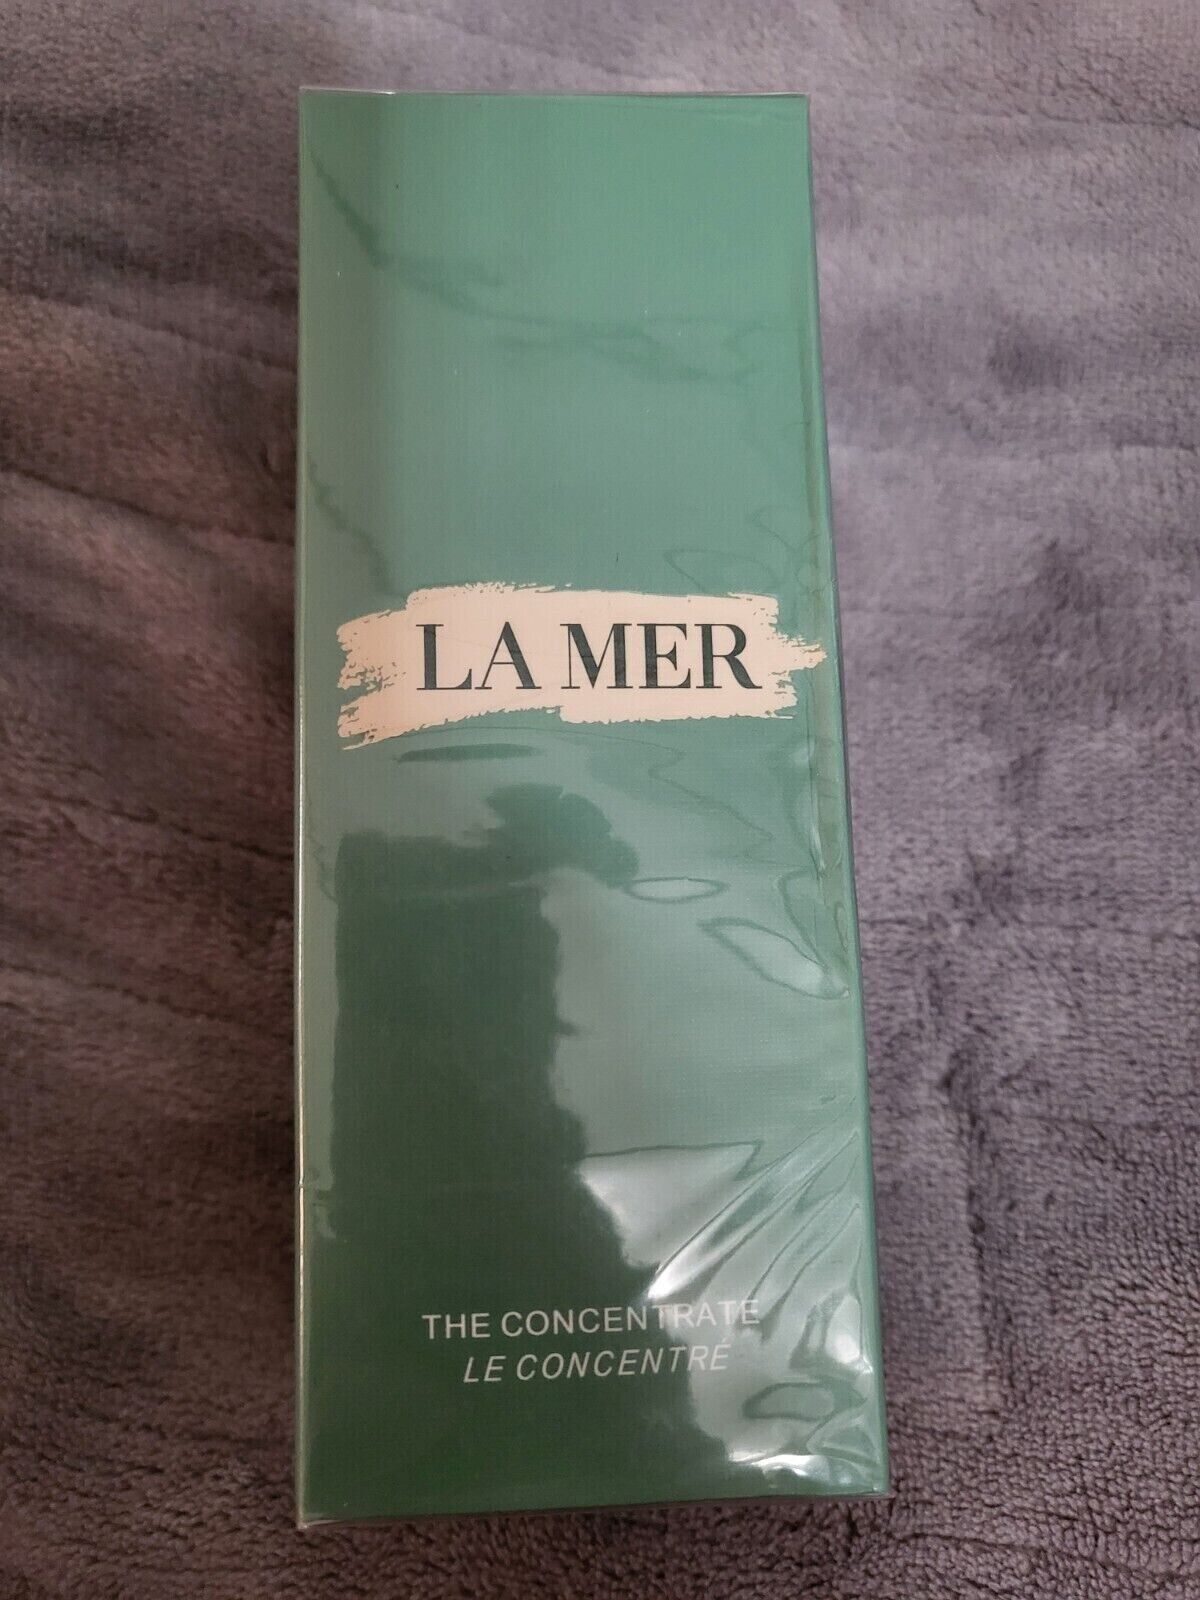 LA MER
THE CONCENTRATE
LE CONCENTRÉ